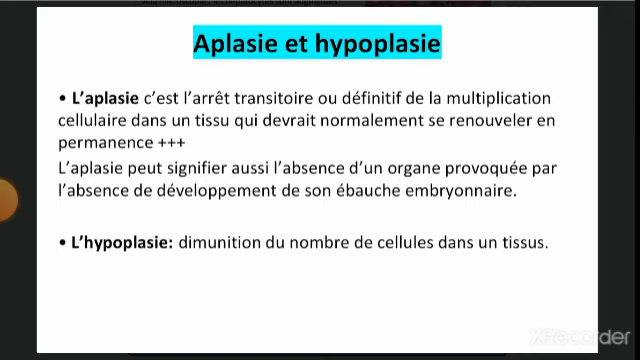 Aplasie et hypoplasie
• L'aplasie c'est l'arrêt transitoire ou définitif de la multiplication
cellulaire dans un tissu qui devrait normalement se renouveler en
permanence +++
L'aplasie peut signifier aussi l'absence d'un organe provoquée par
l'absence de développement de son ébauche embryonnaire.
• L'hypoplasie: dimunition du nombre de cellules dans un tissus.
XRecorder